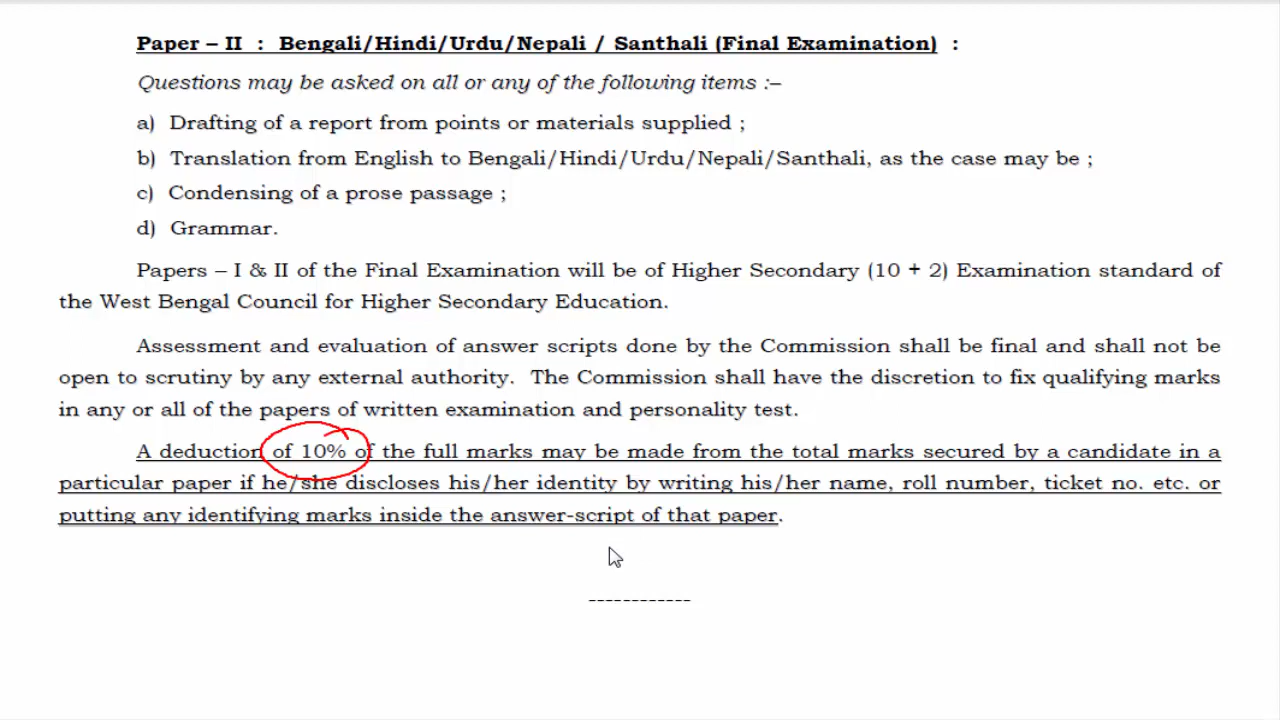 Paper – II : Bengali/Hindi/Urdu/Nepali / Santhali (Final Examination) :
Questions may be asked on all or any of the following items :–
a) Drafting of a report from points or materials supplied ;
b) Translation from English to Bengali/Hindi/Urdu/Nepali/Santhali, as the case may be ;
c) Condensing of a prose passage ;
d) Grammar.
Papers – I & II of the Final Examination will be of Higher Secondary (10 + 2) Examination standard of
the West Bengal Council for Higher Secondary Education.
Assessment and evaluation of answer scripts done by the Commission shall be final and shall not be
open to scrutiny by any external authority. The Commission shall have the discretion to fix qualifying marks
in any or all of the papers of written examination and personality test.
A deduction of 10% of the full marks may be made from the total marks secured by a candidate in a
particular paper if he/she discloses his/her identity by writing his/her name, roll number, ticket no. etc. or
putting any identifying marks inside the answer-script of that paper.
------------